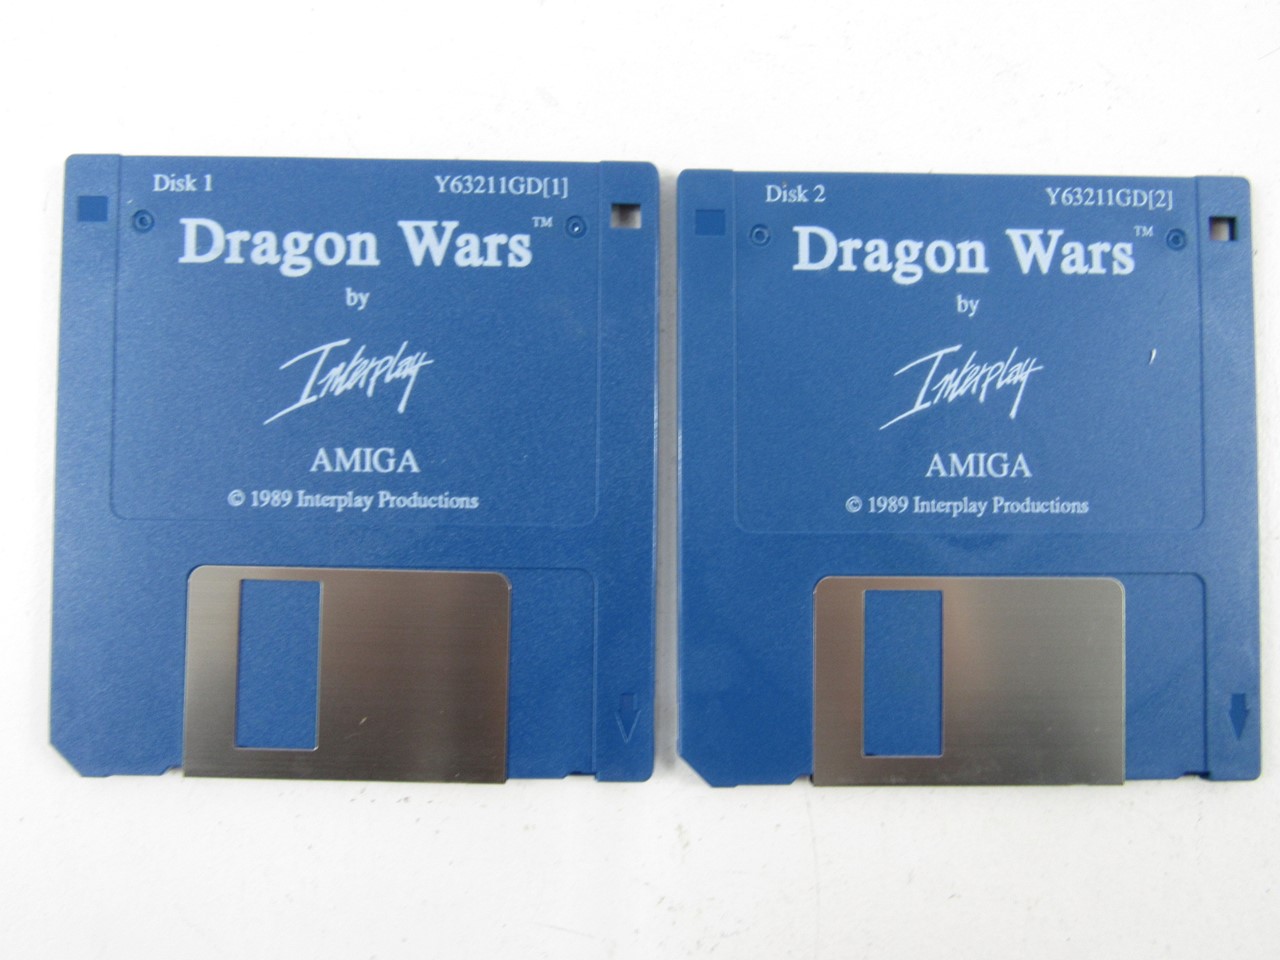 Disk 1 Y63211GD[1]
Dragon Wars™
by
Interplay
AMIGA
© 1989 Interplay Productions
Disk 2 Y63211GD[2]
Dragon Wars™
by
Interplay
AMIGA
© 1989 Interplay Productions